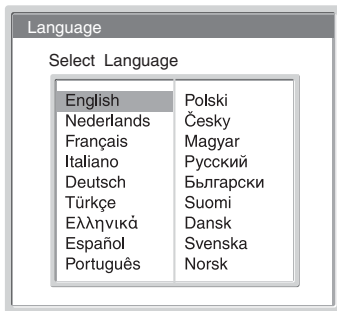 Language
Select Language
English
Nederlands
Français
Italiano
Deutsch
Türkçe
Ελληνικά
Español
Português
Polski
Česky
Magyar
Русский
Бьлгарски
Suomi
Dansk
Svenska
Norsk